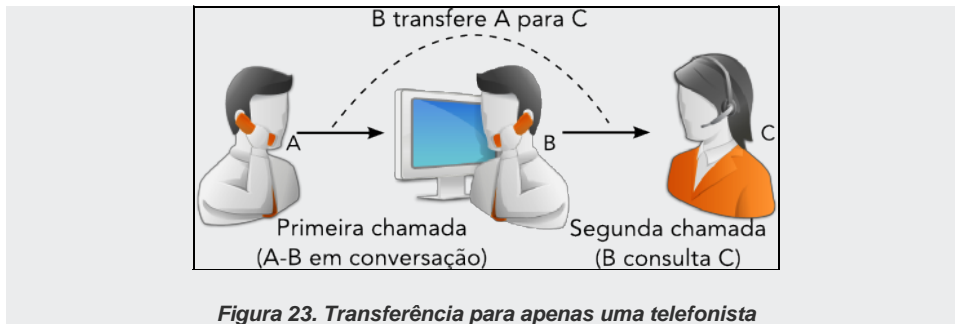 B transfere A para C
A
B
C
Primeira chamada
(A-B em conversação)
Segunda chamada
(B consulta C)
Figura 23. Transferência para apenas uma telefonista